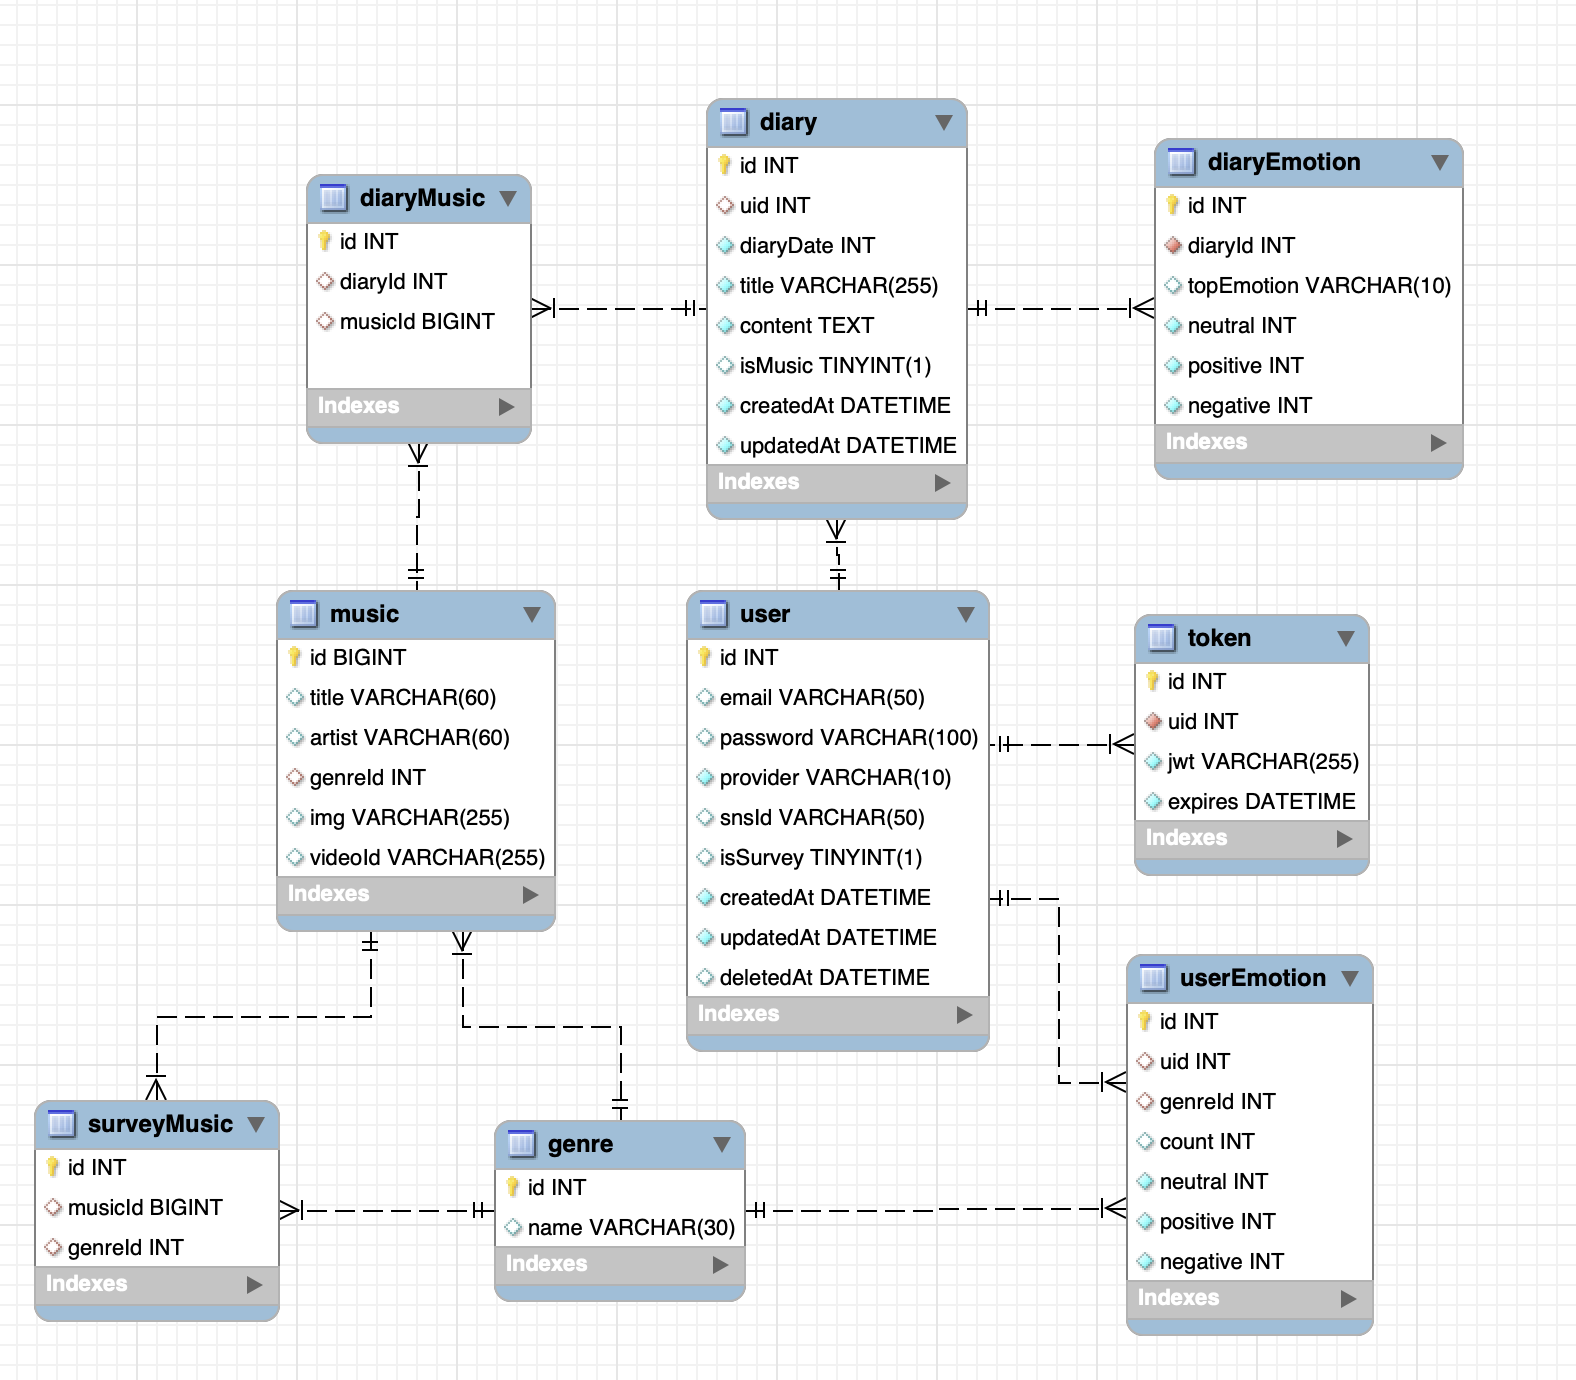 diaryMusic
id INT
diaryId INT
musicId BIGINT
Indexes
diary
id INT
uid INT
diaryDate INT
title VARCHAR(255)
content TEXT
isMusic TINYINT(1)
createdAt DATETIME
updatedAt DATETIME
Indexes
diaryEmotion
id INT
diaryId INT
topEmotion VARCHAR(10)
neutral INT
positive INT
negative INT
Indexes
music
id BIGINT
title VARCHAR(60)
artist VARCHAR(60)
genreId INT
img VARCHAR(255)
videoId VARCHAR(255)
Indexes
user
id INT
email VARCHAR(50)
password VARCHAR(100)
provider VARCHAR(10)
snsId VARCHAR(50)
isSurvey TINYINT(1)
createdAt DATETIME
updatedAt DATETIME
deletedAt DATETIME
Indexes
token
id INT
uid INT
jwt VARCHAR(255)
expires DATETIME
Indexes
surveyMusic
id INT
musicId BIGINT
genreId INT
Indexes
genre
id INT
name VARCHAR(30)
Indexes
userEmotion
id INT
uid INT
genreId INT
count INT
neutral INT
positive INT
negative INT
Indexes